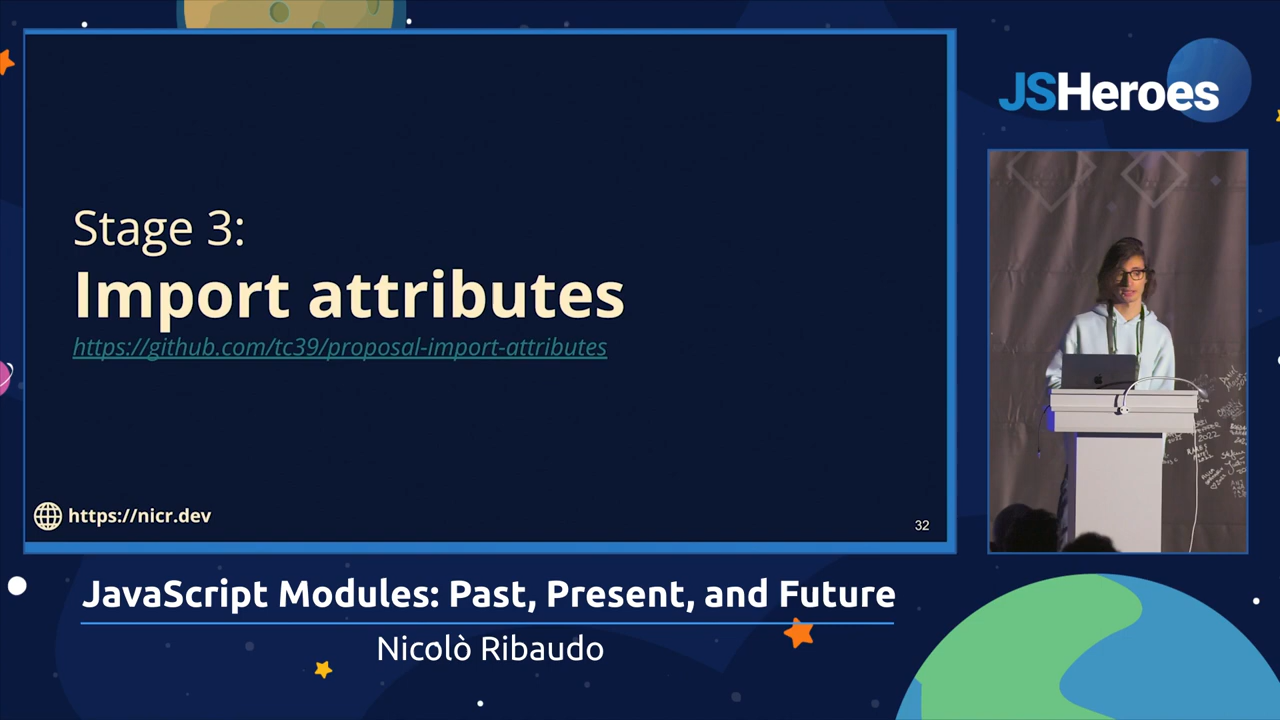 Stage 3:
Import attributes
https://github.com/tc39/proposal-import-attributes
https://nicr.dev
32
JSHeroes
JavaScript Modules: Past, Present, and Future
Nicolò Ribaudo
2022